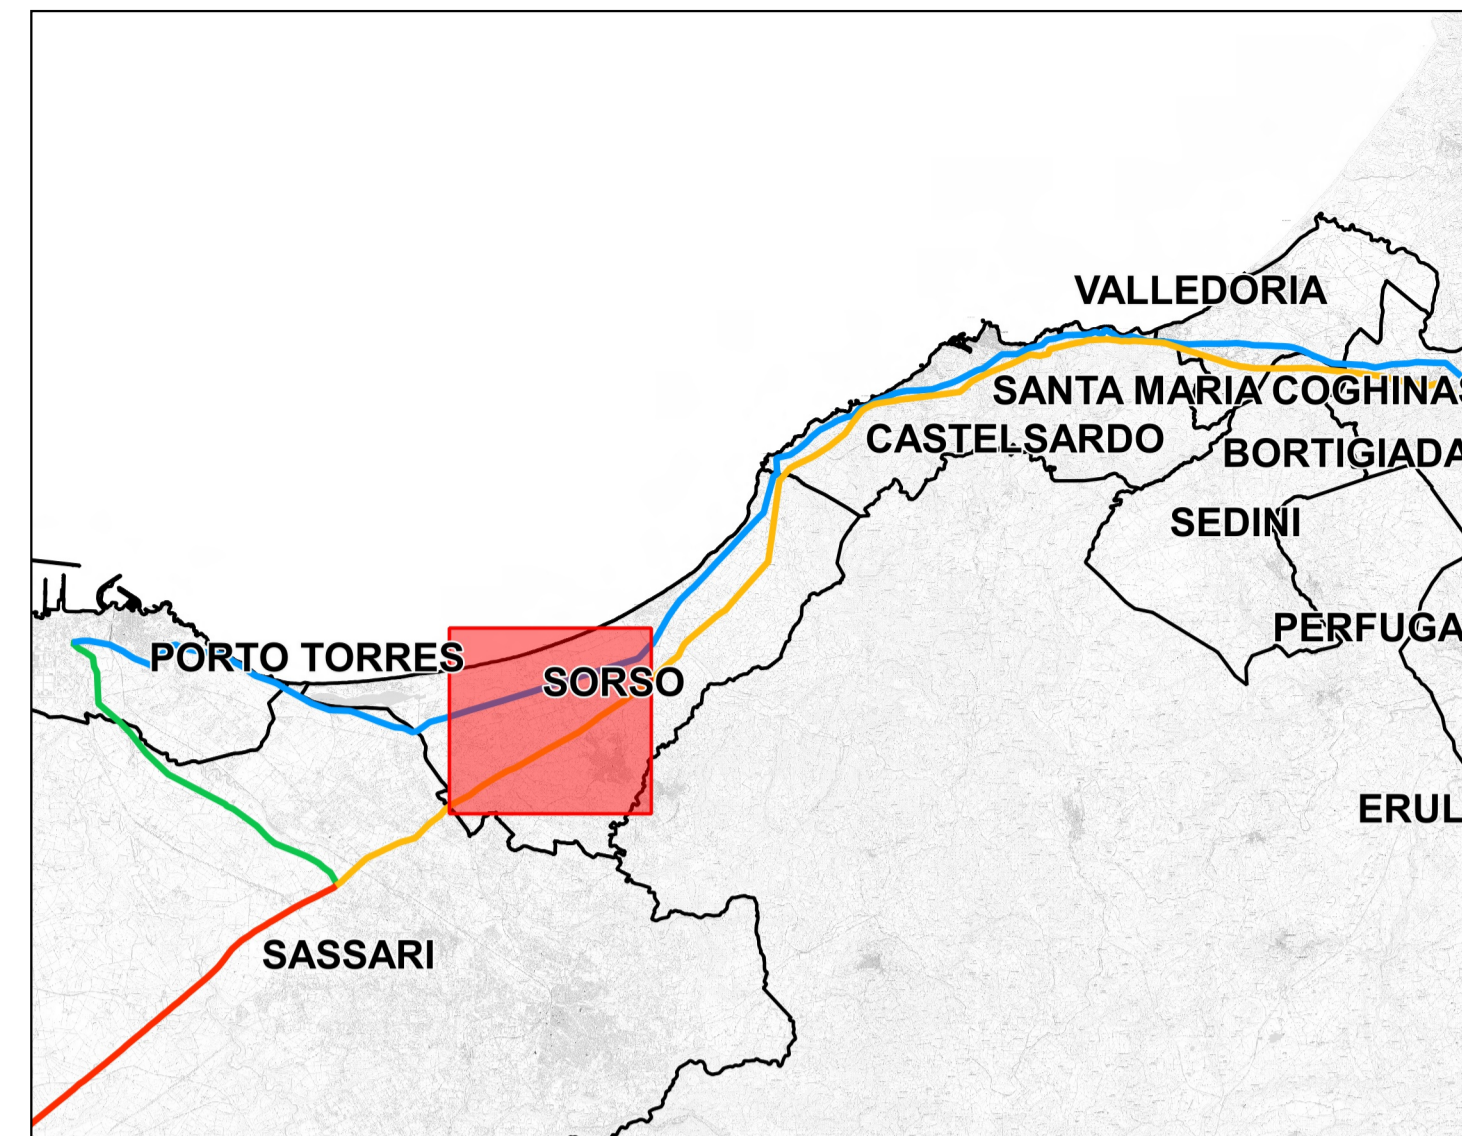 VALLEDORIA
SANTA MARIA COGHINAS
CASTELSARDO
BORTIGIADA
SEDINI
PERFUGA
PORTO TORRES
SORSO
ERUL
SASSARI